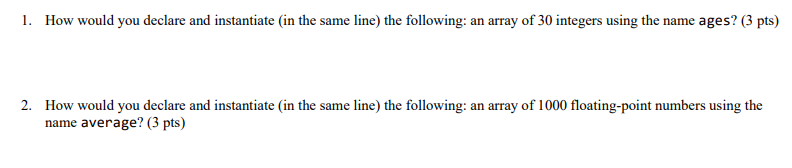 1. How would you declare and instantiate (in the same line) the following: an array of 30 integers using the name ages? (3 pts)
2. How would you declare and instantiate (in the same line) the following: an array of 1000 floating-point numbers using the
name average? (3 pts)